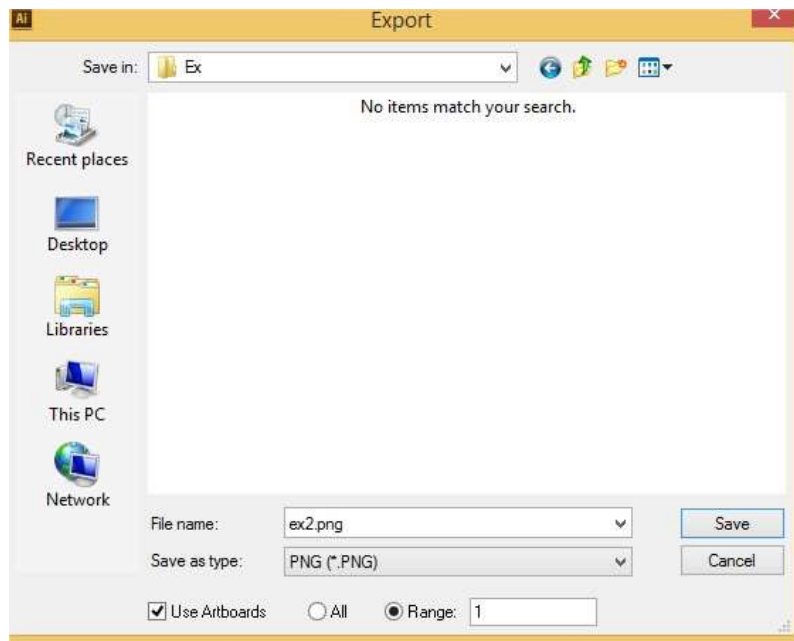 Ai Export
Save in: Ex
No items match your search.
Recent places
Desktop
Libraries
This PC
Network
File name: ex2.png Save
Save as type: PNG (*.PNG) Cancel
Use Artboards All Range: 1